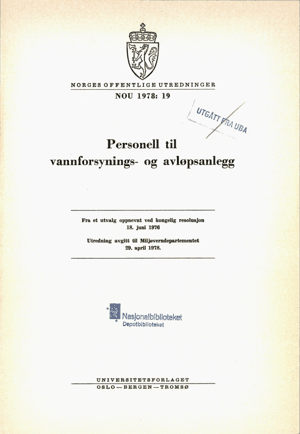 NORGES OFFENTLIGE UTREDNINGER
NOU 1978: 19
UTGÅTT FRA UBA
Personell til
vannforsynings- og avløpsanlegg
Fra et utvalg oppnevnt ved kongelig resolusjon
18. juni 1976
Utredning avgitt til Miljøverndepartementet
29. april 1978.
Nasjonalbiblioteket
Depotbiblioteket
UNIVERSITETSFORLAGET
OSLO — BERGEN — TROMSØ